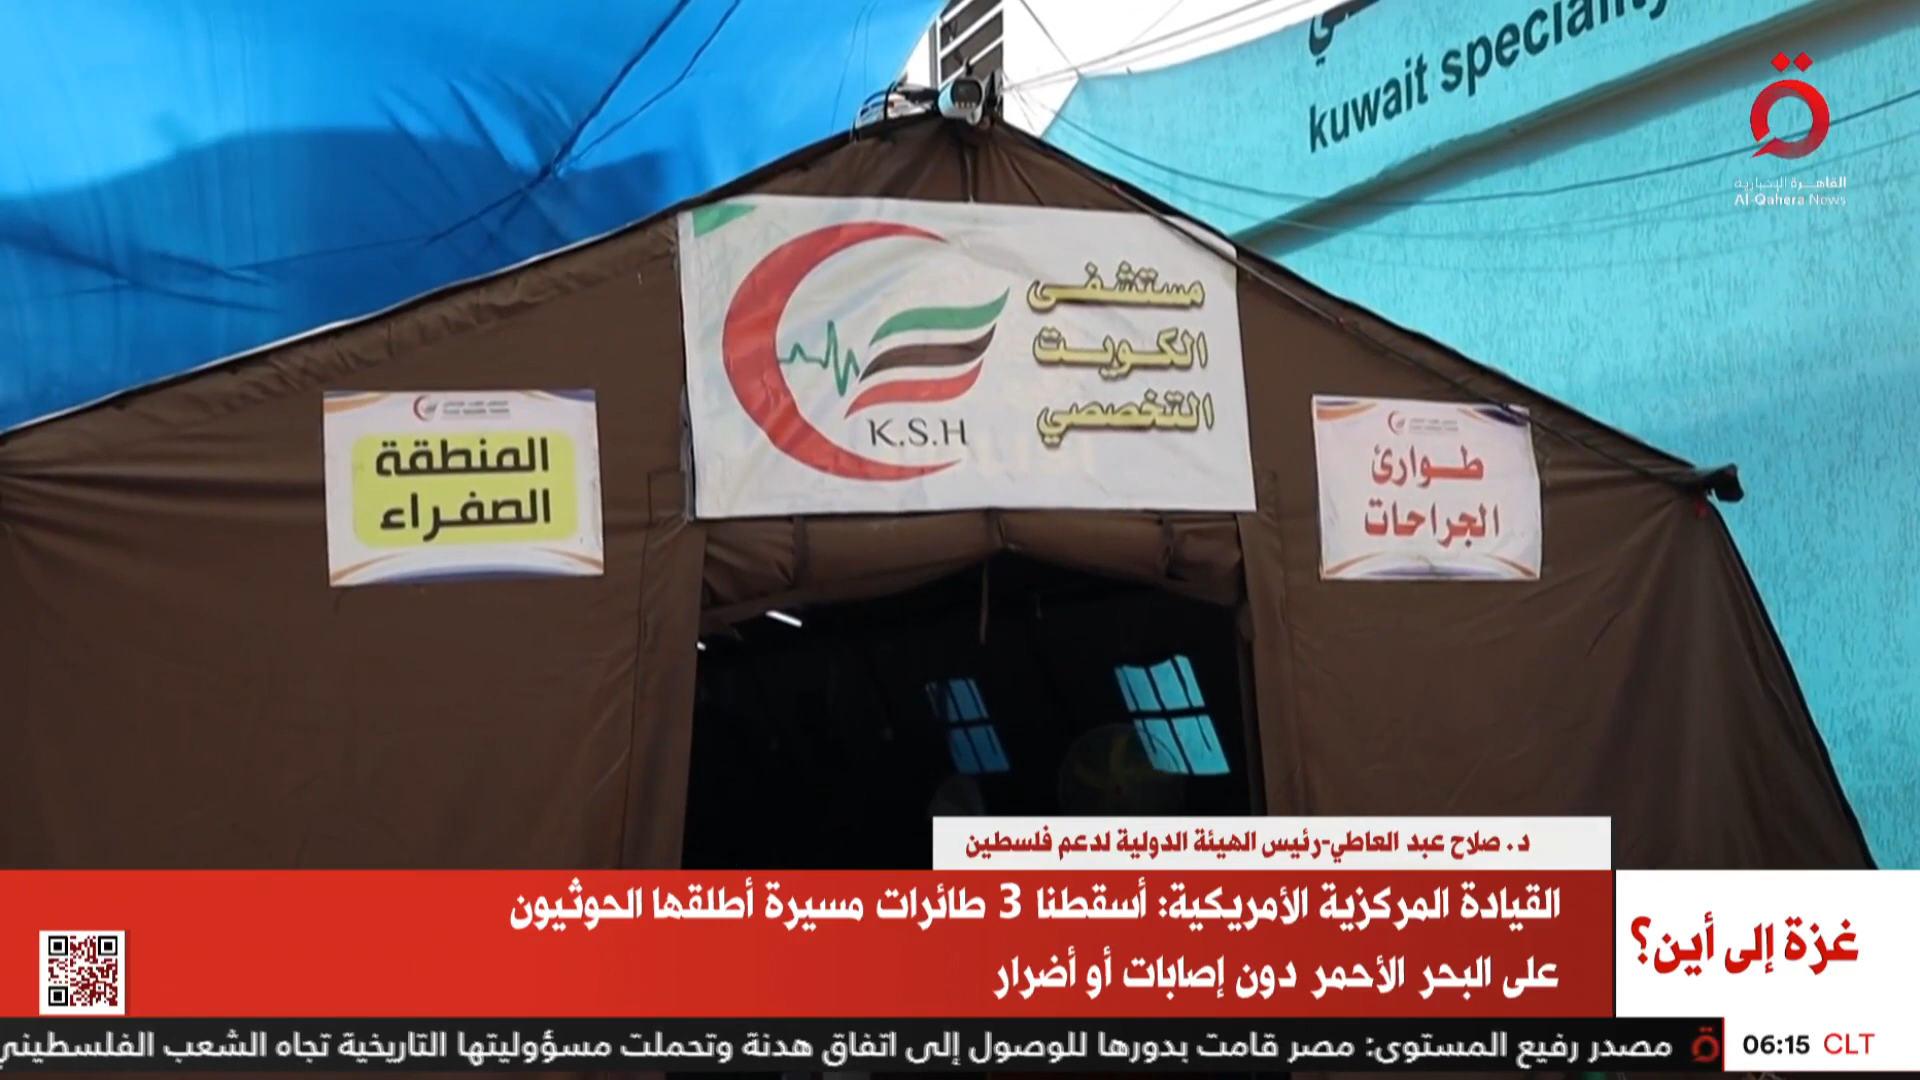 kuwait speciality
القاهرة الإخبارية
Al Qahera News
مستشفى
الكويت
التخصصي
K.S.H
المنطقة
الصفراء
طوارئ
الجراحات
د. صلاح عبد العاطي-رئيس الهيئة الدولية لدعم فلسطين
القيادة المركزية الأمريكية: أسقطنا 3 طائرات مسيرة أطلقها الحوثيون
على البحر الأحمر دون إصابات أو أضرار
غزة إلى أين؟
مصدر رفيع المستوى: مصر قامت بدورها للوصول إلى اتفاق هدنة وتحملت مسؤوليتها التاريخية تجاه الشعب الفلسطيني
06:15 CLT